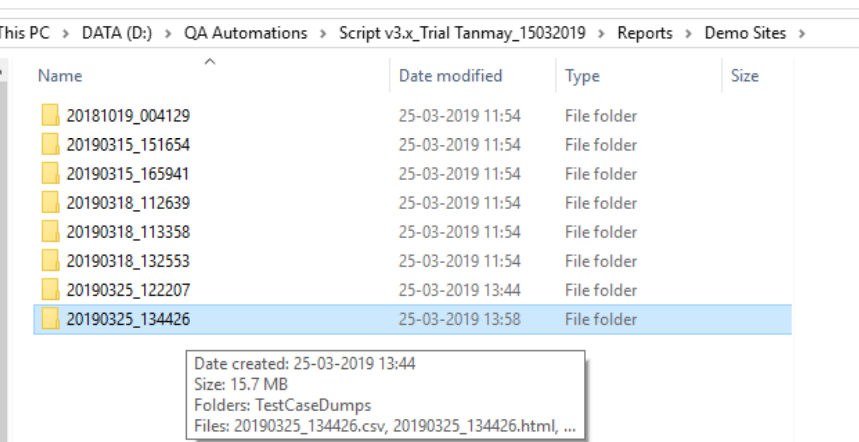 This PC > DATA (D:) > QA Automations > Script v3.x_Trial Tanmay_15032019 > Reports > Demo Sites >
Name Date modified Type Size
20181019_004129 25-03-2019 11:54 File folder
20190315_151654 25-03-2019 11:54 File folder
20190315_165941 25-03-2019 11:54 File folder
20190318_112639 25-03-2019 11:54 File folder
20190318_113358 25-03-2019 11:54 File folder
20190318_132553 25-03-2019 11:54 File folder
20190325_122207 25-03-2019 13:44 File folder
20190325_134426 25-03-2019 13:58 File folder
Date created: 25-03-2019 13:44
Size: 15.7 MB
Folders: TestCaseDumps
Files: 20190325_134426.csv, 20190325_134426.html, ...